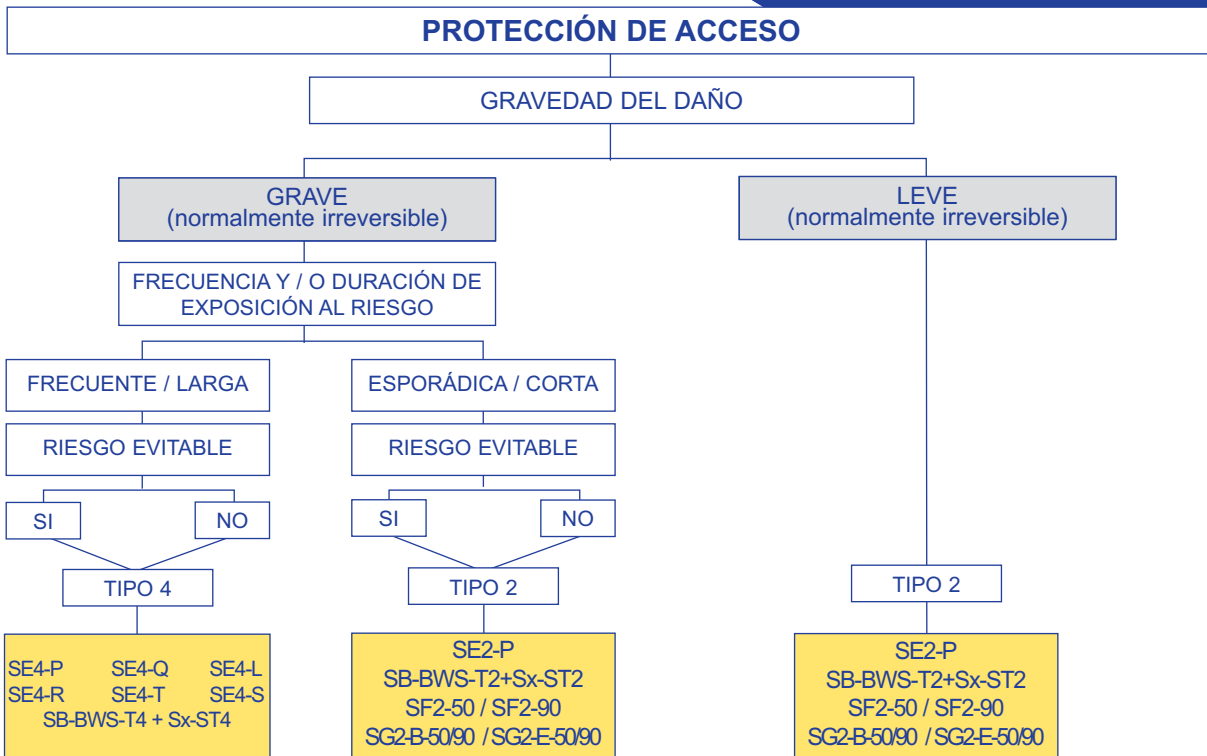 PROTECCIÓN DE ACCESO
GRAVEDAD DEL DAÑO
GRAVE
(normalmente irreversible)
LEVE
(normalmente irreversible)
FRECUENCIA Y / O DURACIÓN DE
EXPOSICIÓN AL RIESGO
FRECUENTE / LARGA
ESPORÁDICA / CORTA
RIESGO EVITABLE
RIESGO EVITABLE
SI
NO
SI
NO
TIPO 4
TIPO 2
TIPO 2
SE4-P SE4-Q SE4-L
SE4-R SE4-T SE4-S
SB-BWS-T4 + Sx-ST4
SE2-P
SB-BWS-T2+Sx-ST2
SF2-50 / SF2-90
SG2-B-50/90 / SG2-E-50/90
SE2-P
SB-BWS-T2+Sx-ST2
SF2-50 / SF2-90
SG2-B-50/90 / SG2-E-50/90